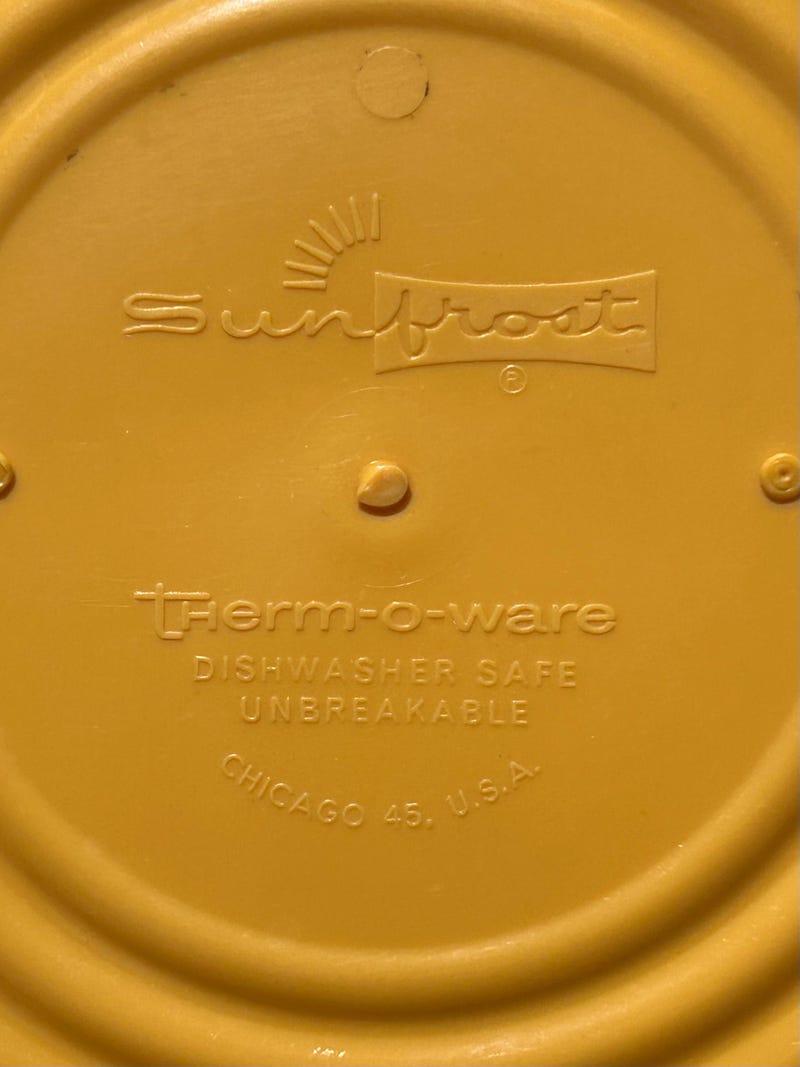 Sunfrost
®
tHerm-o-ware
DISHWASHER SAFE
UNBREAKABLE
CHICAGO 45, U.S.A.